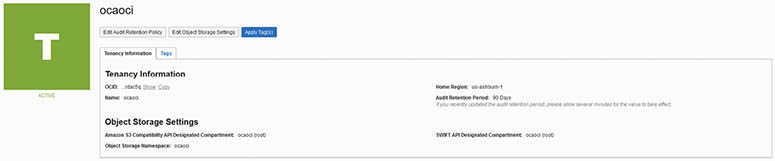 T
ACTIVE
ocaoci
Edit Audit Retention Policy Edit Object Storage Settings Apply Tag(s)
Tenancy Information Tags
Tenancy Information
OCID: ...rdac5q Show Copy
Home Region: us-ashburn-1
Name: ocaoci
Audit Retention Period: 90 Days
If you recently updated the audit retention period, please allow several minutes for the value to take effect.
Object Storage Settings
Amazon S3 Compatibility API Designated Compartment: ocaoci (root)
SWIFT API Designated Compartment: ocaoci (root)
Object Storage Namespace: ocaoci